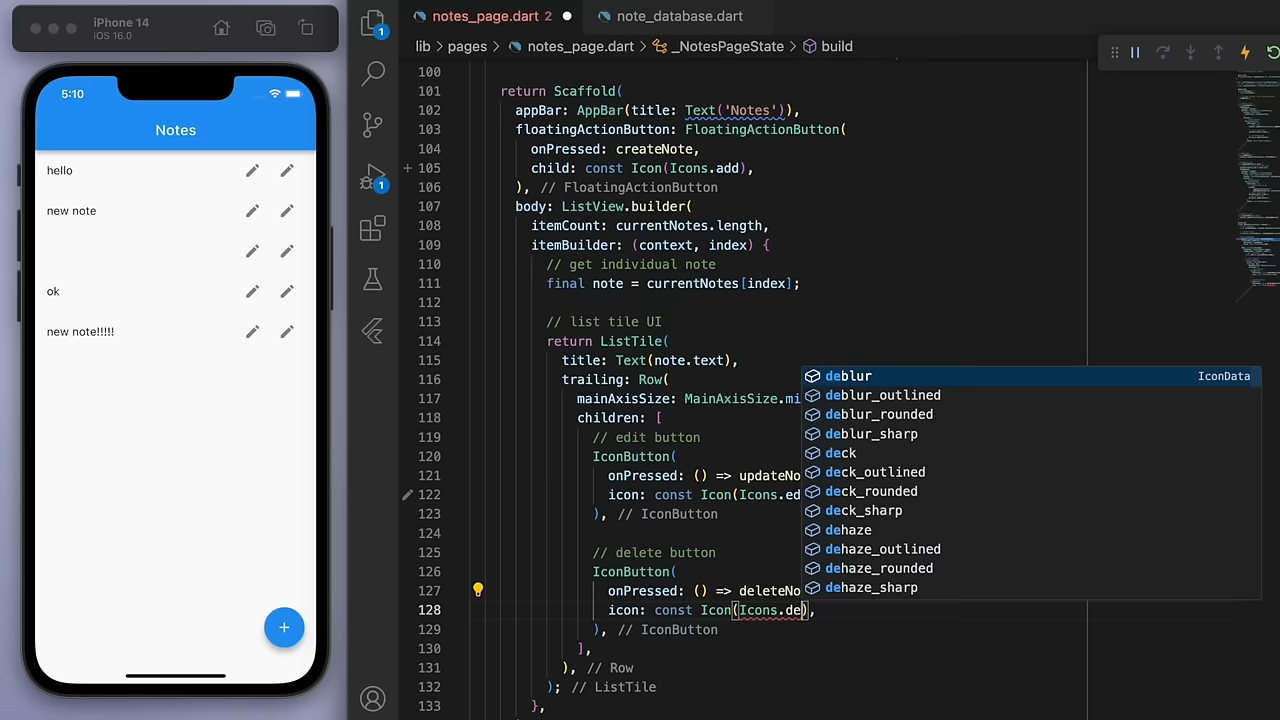 iPhone 14
iOS 16.0
5:10
Notes
hello
new note
ok
new note!!!!!
+
1
1
notes_page.dart 2
note_database.dart
lib > pages > notes_page.dart > _NotesPageState > build
100
101 return Scaffold(
102 appBar: AppBar(title: Text('Notes')),
103 floatingActionButton: FloatingActionButton(
104 onPressed: createNote,
105 child: const Icon(Icons.add),
106 ), // FloatingActionButton
107 body: ListView.builder(
108 itemCount: currentNotes.length,
109 itemBuilder: (context, index) {
110 // get individual note
111 final note = currentNotes[index];
112
113 // list tile UI
114 return ListTile(
115 title: Text(note.text),
116 trailing: Row(
117 mainAxisSize: MainAxisSize.mi
118 children: [
119 // edit button
120 IconButton(
121 onPressed: () => updateNo
122 icon: const Icon(Icons.ed
123 ), // IconButton
124
125 // delete button
126 IconButton(
127 onPressed: () => deleteNo
128 icon: const Icon(Icons.de),
129 ), // IconButton
130 ],
131 ), // Row
132 ); // ListTile
133 },
deblur IconData
deblur_outlined
deblur_rounded
deblur_sharp
deck
deck_outlined
deck_rounded
deck_sharp
dehaze
dehaze_outlined
dehaze_rounded
dehaze_sharp